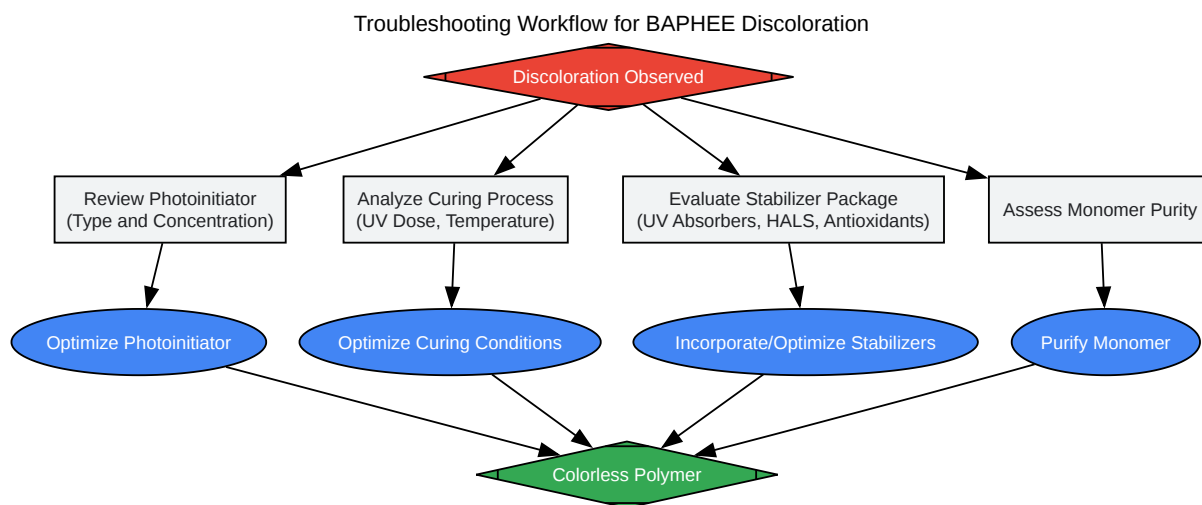 Troubleshooting Workflow for BAPHEE Discoloration
Discoloration Observed
Review Photoinitiator
(Type and Concentration)
Analyze Curing Process
(UV Dose, Temperature)
Evaluate Stabilizer Package
(UV Absorbers, HALS, Antioxidants)
Assess Monomer Purity
Optimize Photoinitiator
Optimize Curing Conditions
Incorporate/Optimize Stabilizers
Purify Monomer
Colorless Polymer